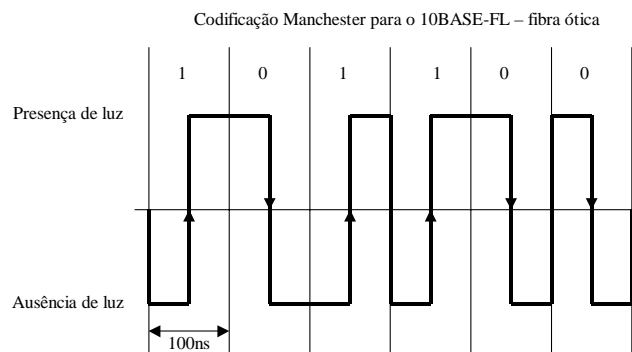 Codificação Manchester para o 10BASE-FL – fibra ótica
1 0 1 1 0 0
Presença de luz
Ausência de luz
100ns